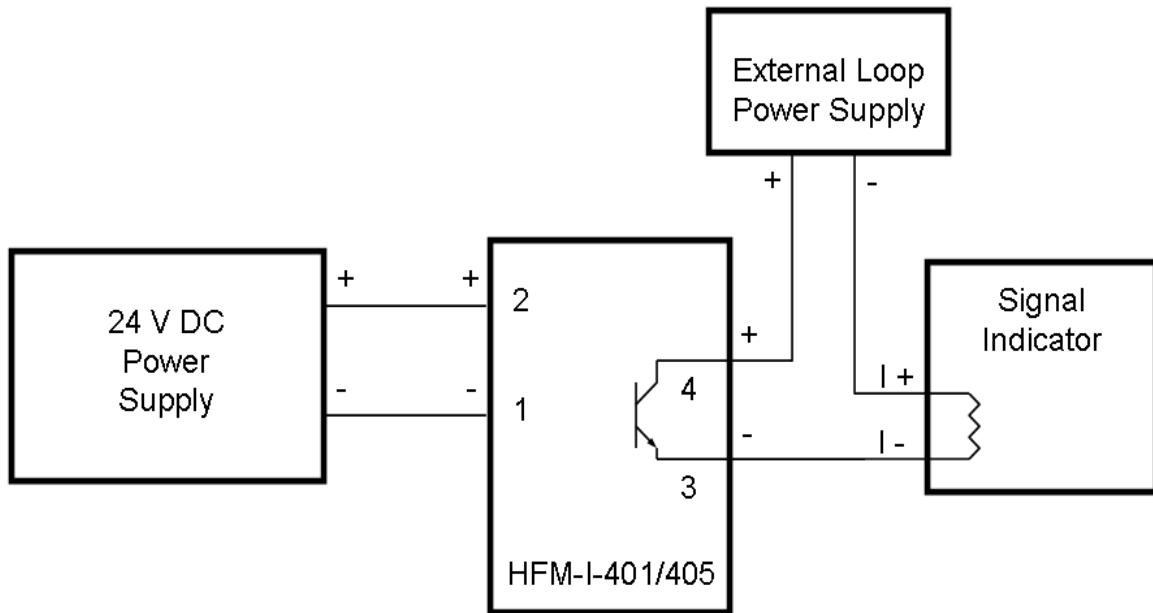 External Loop
Power Supply
+ -
24 V DC
Power
Supply
+ +
- -
2
1
+
4
-
3
HFM-I-401/405
Signal
Indicator
I +
I -